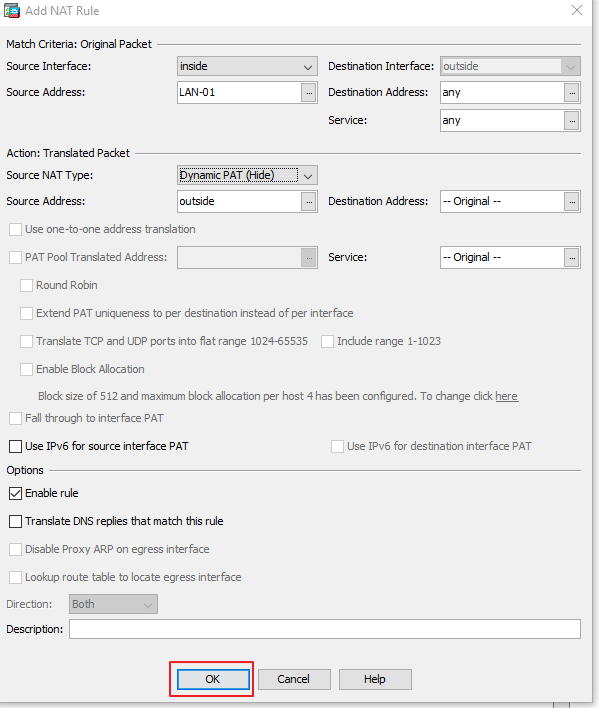 Add NAT Rule
Match Criteria: Original Packet
Source Interface: inside Destination Interface: outside
Source Address: LAN-01 ... Destination Address: any ...
Service: any ...
Action: Translated Packet
Source NAT Type: Dynamic PAT (Hide)
Source Address: outside ... Destination Address: -- Original -- ...
Use one-to-one address translation
PAT Pool Translated Address: ... Service: -- Original -- ...
Round Robin
Extend PAT uniqueness to per destination instead of per interface
Translate TCP and UDP ports into flat range 1024-65535 Include range 1-1023
Enable Block Allocation
Block size of 512 and maximum block allocation per host 4 has been configured. To change click here
Fall through to interface PAT
Use IPv6 for source interface PAT Use IPv6 for destination interface PAT
Options
Enable rule
Translate DNS replies that match this rule
Disable Proxy ARP on egress interface
Lookup route table to locate egress interface
Direction: Both
Description:
OK Cancel Help